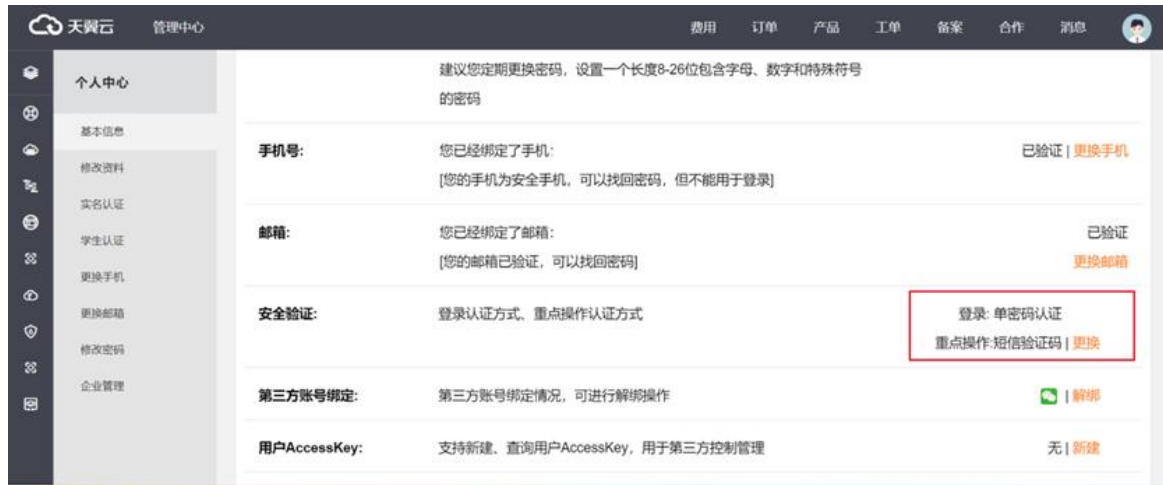 天翼云 管理中心 费用 订单 产品 工单 备案 合作 消息
个人中心
基本信息
修改资料
实名认证
学生认证
更换手机
更换邮箱
修改密码
企业管理
建议您定期更换密码，设置一个长度8-26位包含字母、数字和特殊符号
的密码
手机号: 您已经绑定了手机: 已验证 | 更换手机
[您的手机为安全手机，可以找回密码，但不能用于登录]
邮箱: 您已经绑定了邮箱: 已验证
[您的邮箱已验证，可以找回密码] 更换邮箱
安全验证: 登录认证方式、重点操作认证方式 登录: 单密码认证
重点操作:短信验证码 | 更换
第三方账号绑定: 第三方账号绑定情况，可进行解绑操作 | 解绑
用户AccessKey: 支持新建、查询用户AccessKey，用于第三方控制管理 无 | 新建